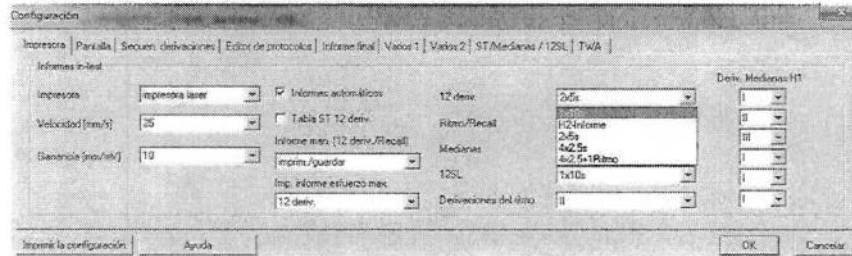 Configuración
Impresora Pantalla Secuen. derivaciones Editor de protocolos Informe final Varios 1 Varios 2 ST/Medianas / 12SL TWA
Informes in-test
Impresora
impresora laser
Velocidad [mm/s]
25
Ganancia [mm/mV]
10
Informes automáticos
Tabla ST 12 deriv.
Informe man. [12 deriv./Recall]
imprim./guardar
Imp. informe esfuerzo max.
12 deriv.
12 deriv.
2x5s
Ritmo/Recall
H2-Informe
2x5s
4x2.5s
4x2.5+1Ritmo
Medianas
12SL
1x10s
Derivaciones del ritmo
II
Deriv. Medianas H1
I
II
III
I
I
I
Imprimir la configuración
Ayuda
OK
Cancelar